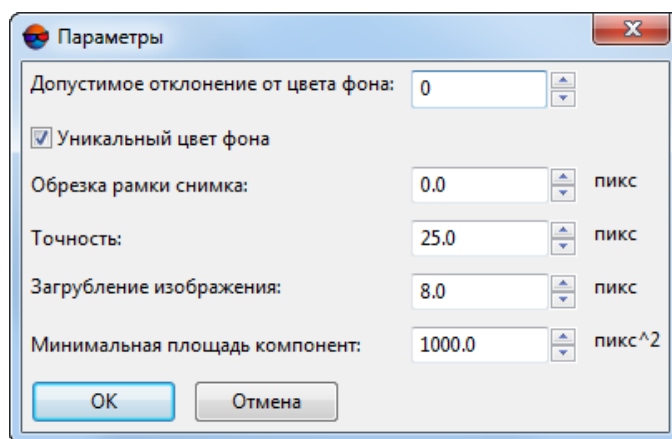 Параметры
Допустимое отклонение от цвета фона: 0
Уникальный цвет фона
Обрезка рамки снимка: 0.0 пикс
Точность: 25.0 пикс
Загрубление изображения: 8.0 пикс
Минимальная площадь компонент: 1000.0 пикс^2
OK Отмена